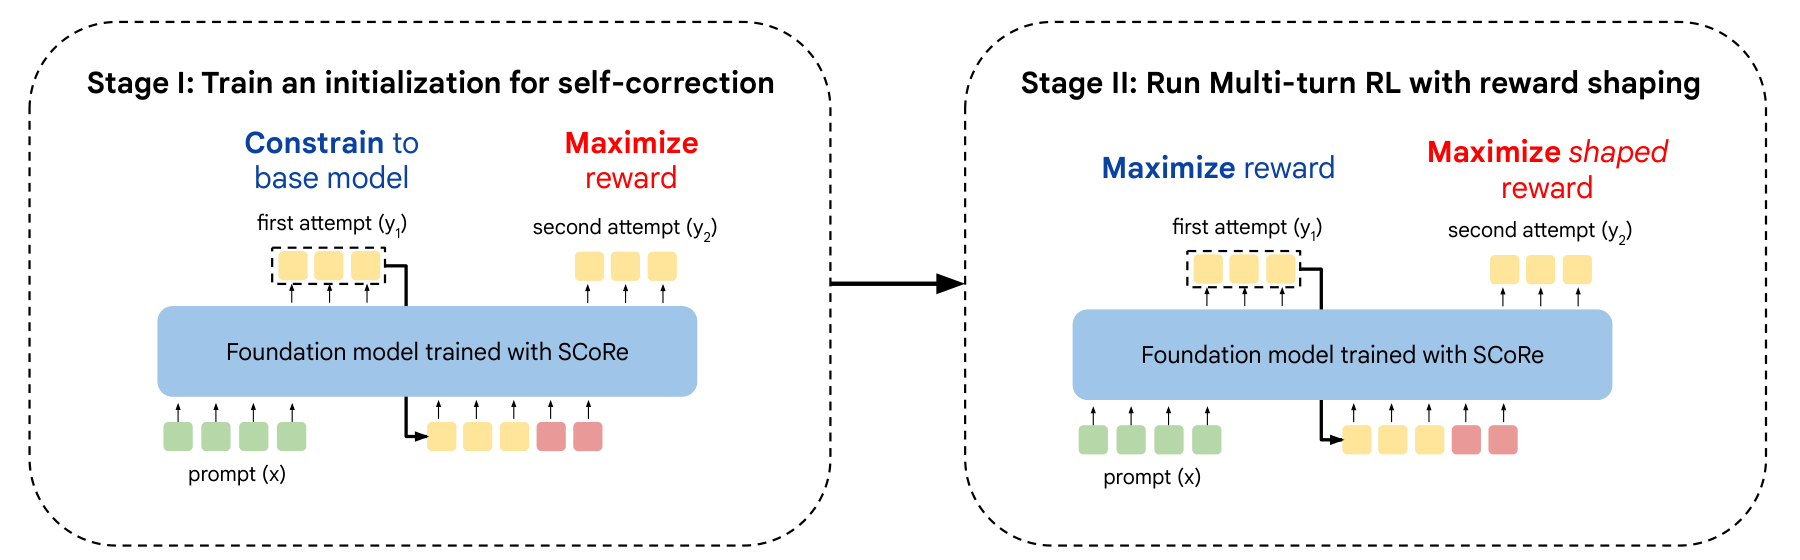 Stage I: Train an initialization for self-correction
Constrain to
base model
Maximize
reward
first attempt (y1)
second attempt (y2)
Foundation model trained with SCoRe
prompt (x)
Stage II: Run Multi-turn RL with reward shaping
Maximize reward
Maximize shaped
reward
first attempt (y1)
second attempt (y2)
Foundation model trained with SCoRe
prompt (x)